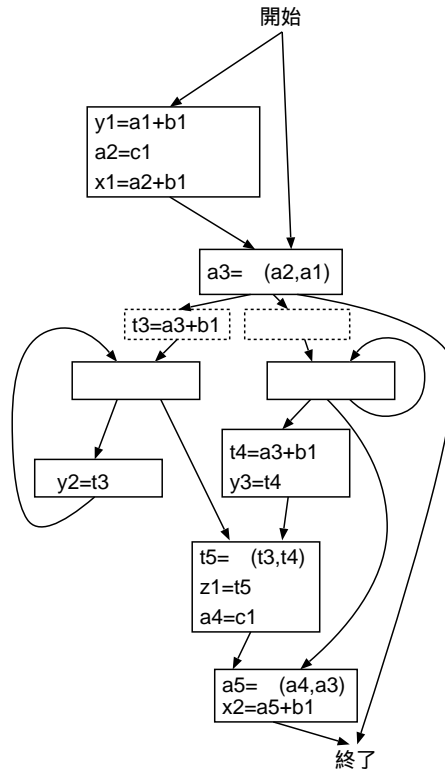 開始
y1=a1+b1
a2=c1
x1=a2+b1
a3= (a2,a1)
t3=a3+b1
t4=a3+b1
y3=t4
y2=t3
t5= (t3,t4)
z1=t5
a4=c1
a5= (a4,a3)
x2=a5+b1
終了